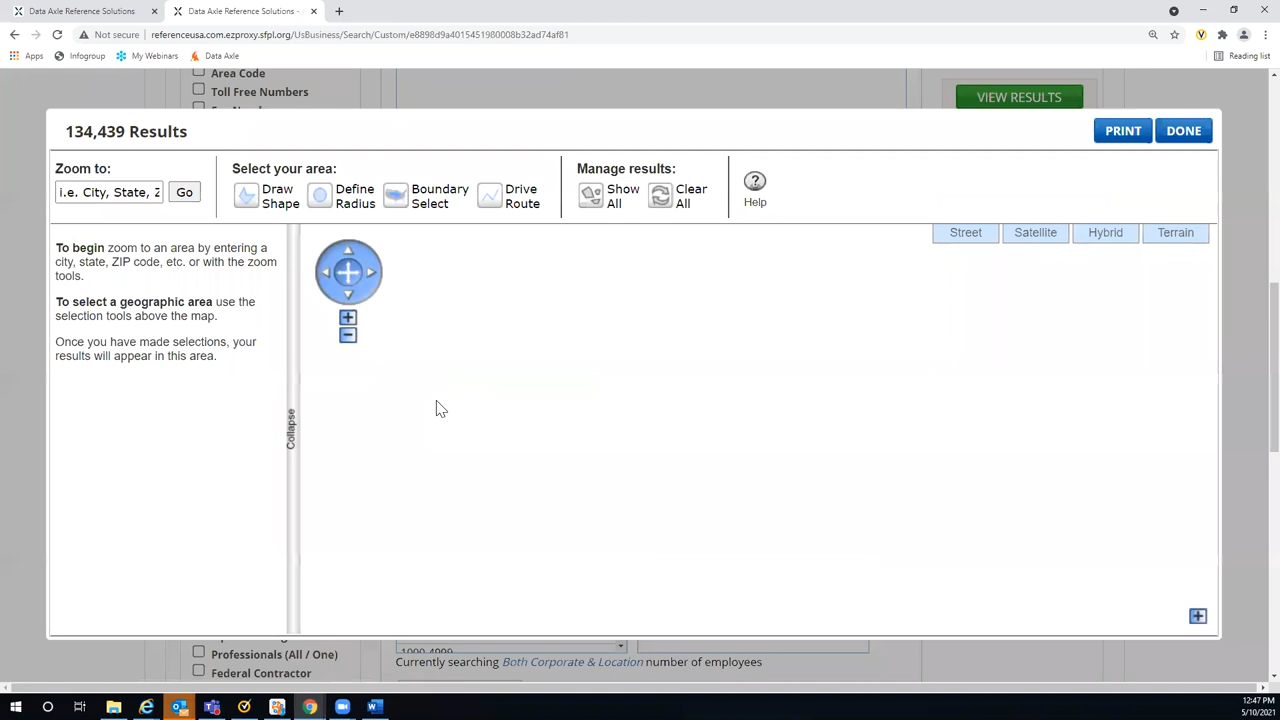 Data Axle Reference Solutions
Data Axle Reference Solutions -
Not secure
referenceusa.com.ezproxy.sfpl.org/UsBusiness/Search/Custom/e8898d9a4015451980008b32ad74af81
Apps
Infogroup
My Webinars
Data Axle
Reading list
Area Code
Toll Free Numbers
VIEW RESULTS
134,439 Results
PRINT
DONE
Zoom to:
i.e. City, State, Z
Go
Select your area:
Draw
Shape
Define
Radius
Boundary
Select
Drive
Route
Manage results:
Show
All
Clear
All
Help
To begin zoom to an area by entering a
city, state, ZIP code, etc. or with the zoom
tools.
To select a geographic area use the
selection tools above the map.
Once you have made selections, your
results will appear in this area.
Collapse
Street
Satellite
Hybrid
Terrain
Professionals (All / One)
Federal Contractor
1000-4999
Currently searching Both Corporate & Location number of employees
12:47 PM
5/10/2021